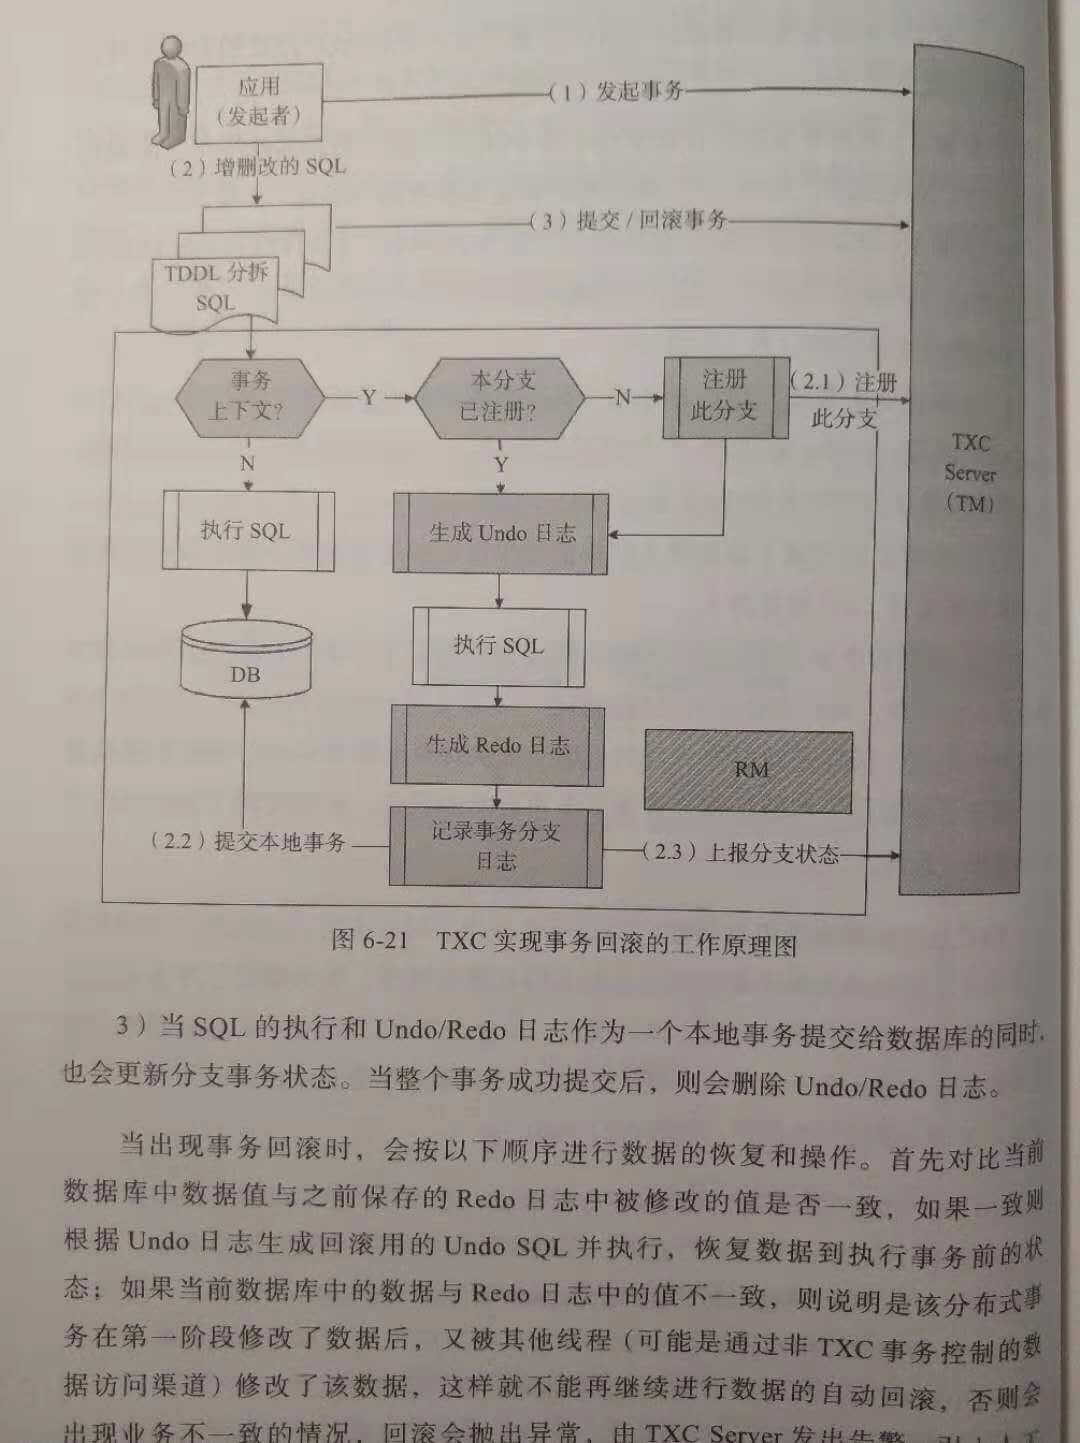 应用
（发起者）
（1）发起事务
（2）增删改的 SQL
（3）提交 / 回滚事务
TDDL 分拆
SQL
事务
上下文？
Y
本分支
已注册？
N
注册
此分支
（2.1）注册
此分支
TXC
Server
（TM）
N
Y
执行 SQL
生成 Undo 日志
执行 SQL
DB
生成 Redo 日志
RM
（2.2）提交本地事务
记录事务分支
日志
（2.3）上报分支状态
图 6-21 TXC 实现事务回滚的工作原理图
3）当 SQL 的执行和 Undo/Redo 日志作为一个本地事务提交给数据库的同时，
也会更新分支事务状态。当整个事务成功提交后，则会删除 Undo/Redo 日志。
当出现事务回滚时，会按以下顺序进行数据的恢复和操作。首先对比当前
数据库中数据值与之前保存的 Redo 日志中被修改的值是否一致，如果一致则
根据 Undo 日志生成回滚用的 Undo SQL 并执行，恢复数据到执行事务前的状
态；如果当前数据库中的数据与 Redo 日志中的值不一致，则说明是该分布式事
务在第一阶段修改了数据后，又被其他线程（可能是通过非 TXC 事务控制的数
据访问渠道）修改了该数据，这样就不能再继续进行数据的自动回滚，否则会
出现业务不一致的情况，回滚会抛出异常，由 TXC Server 发出告警，